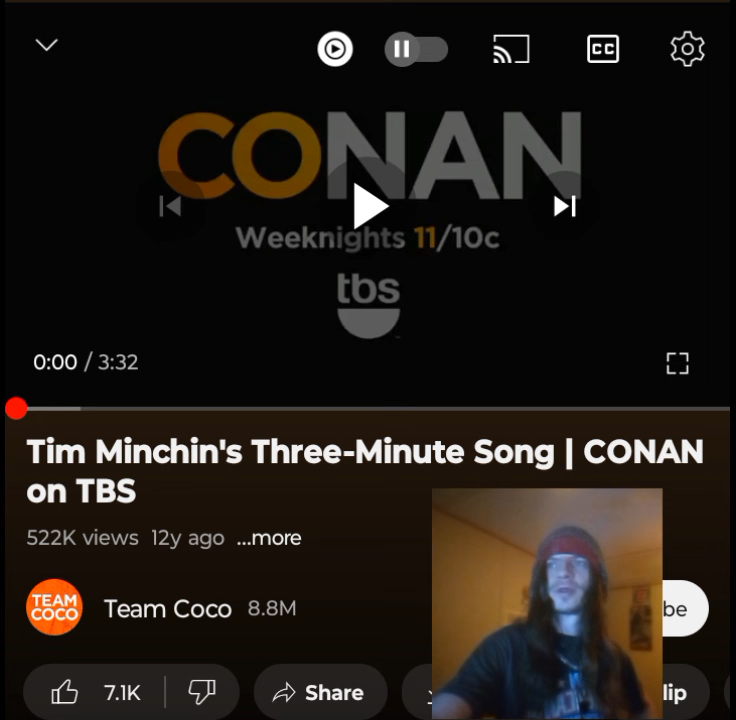 CC
CONAN
Weeknights 11/10c
tbs
0:00 / 3:32
Tim Minchin's Three-Minute Song | CONAN
on TBS
522K views 12y ago ...more
TEAM
COCO
Team Coco 8.8M
be
7.1K
Share
lip